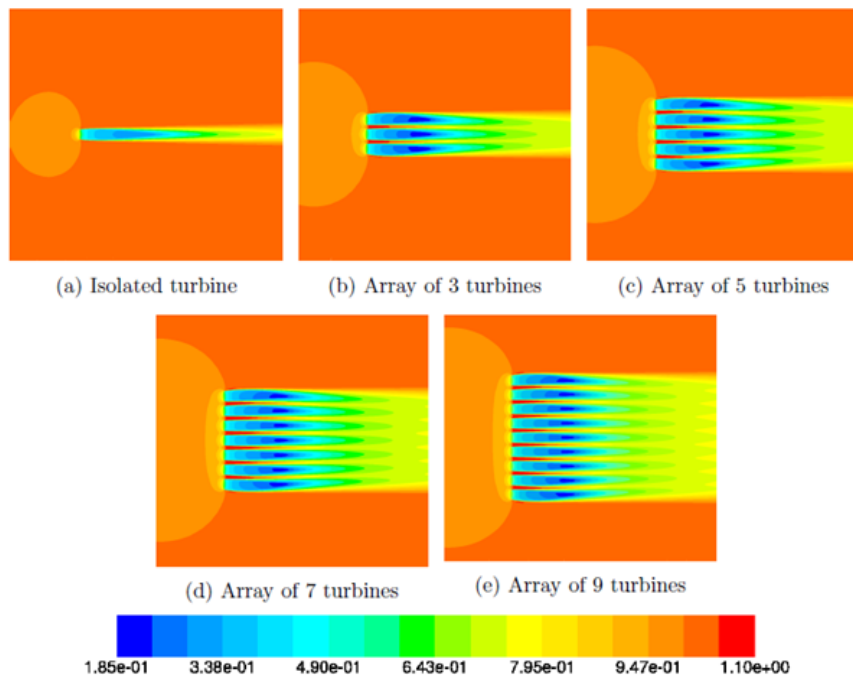 (a) Isolated turbine
(b) Array of 3 turbines
(c) Array of 5 turbines
(d) Array of 7 turbines
(e) Array of 9 turbines
1.85e-01 3.38e-01 4.90e-01 6.43e-01 7.95e-01 9.47e-01 1.10e+00